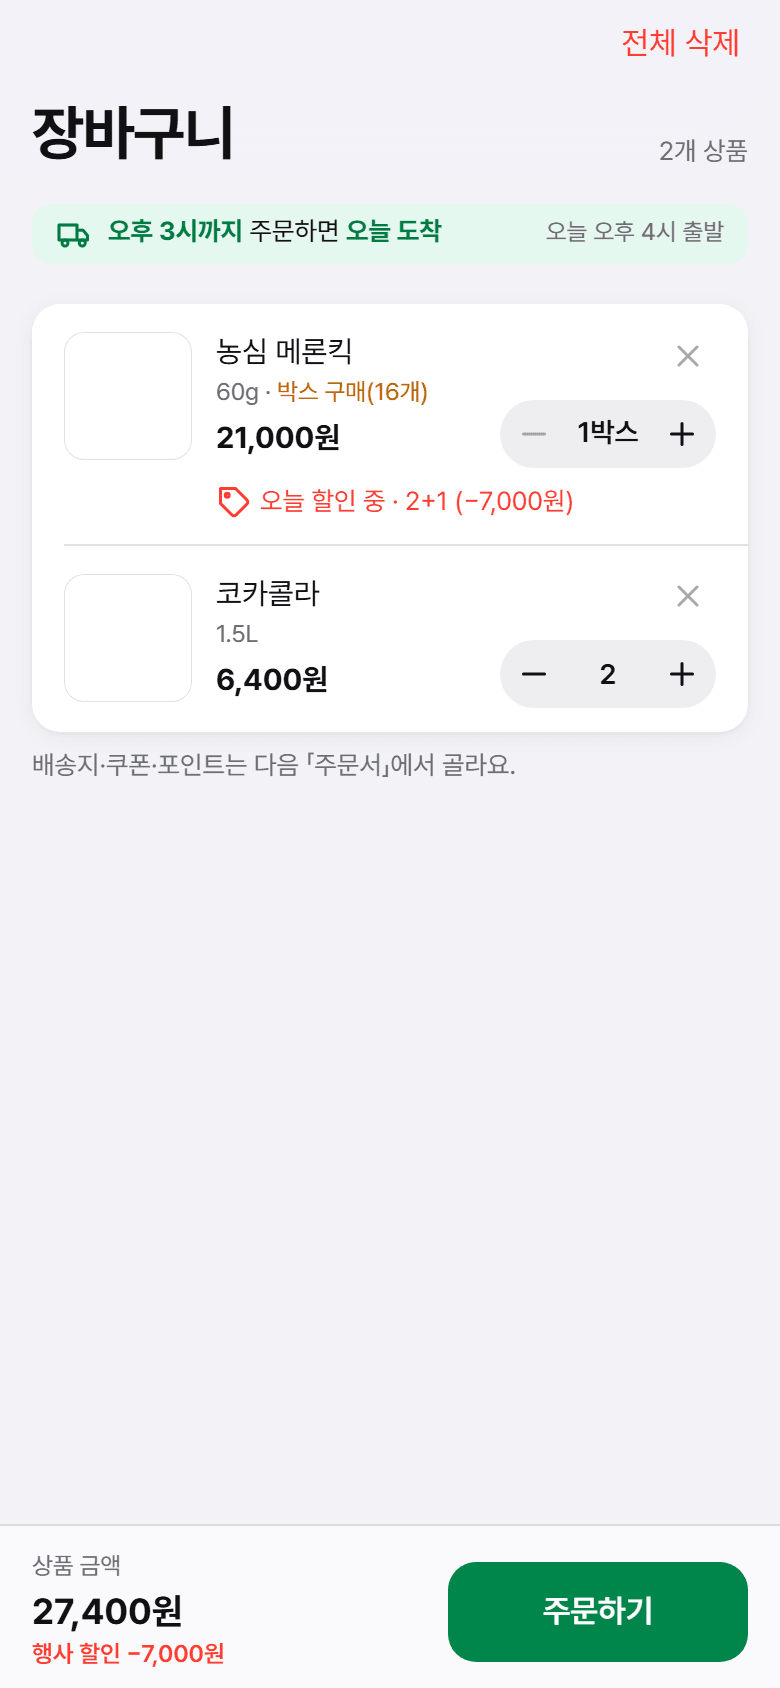 전체 삭제
장바구니
2개 상품
오후 3시까지 주문하면 오늘 도착
오늘 오후 4시 출발
농심 메론킥
60g · 박스 구매(16개)
21,000원
1박스
오늘 할인 중 · 2+1 (−7,000원)
코카콜라
1.5L
6,400원
2
배송지·쿠폰·포인트는 다음 「주문서」에서 골라요.
상품 금액
27,400원
행사 할인 −7,000원
주문하기